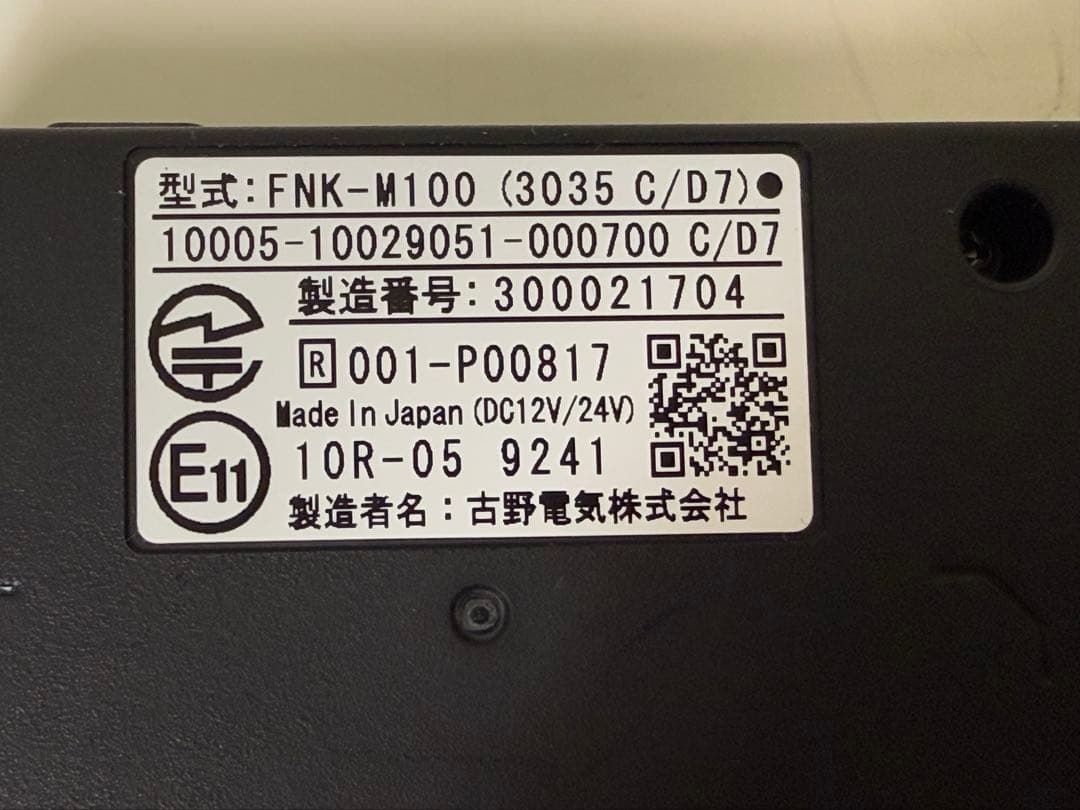 型式:FNK-M100 (3035 C/D7)●
10005-10029051-000700 C/D7
製造番号:300021704
R 001-P00817
Made In Japan (DC12V/24V)
E11
10R-05 9241
製造者名:古野電気株式会社